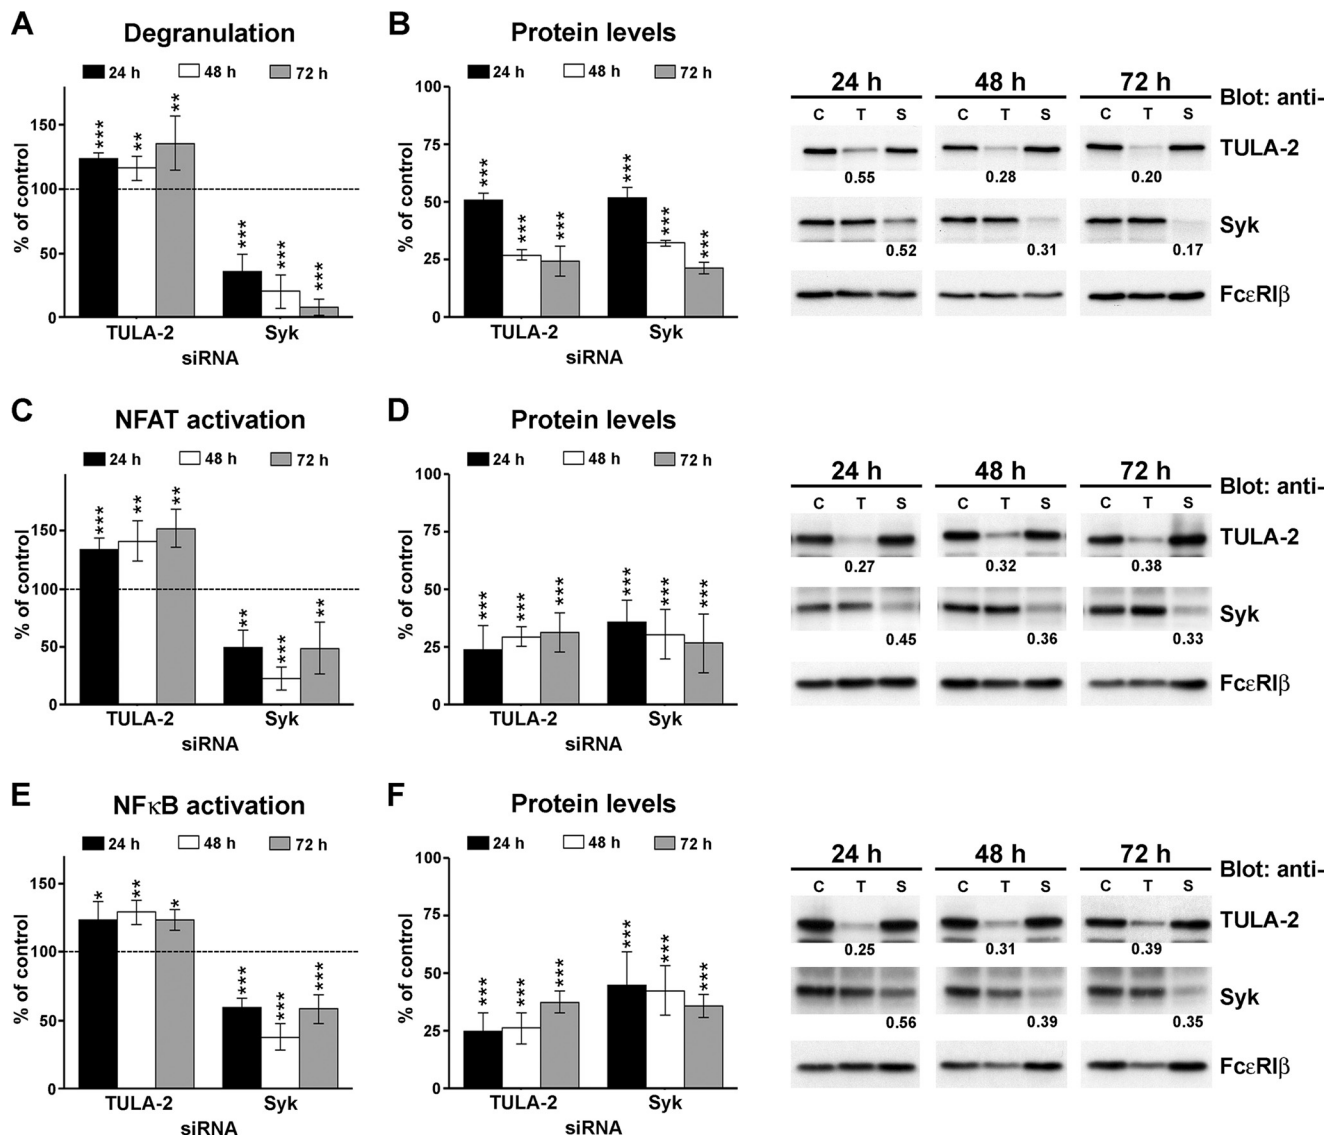 A
Degranulation
24 h 48 h 72 h
% of control
150
100
50
0
*** ** ** *** *** ***
TULA-2 Syk
siRNA
B
Protein levels
24 h 48 h 72 h
% of control
100
75
50
25
0
*** *** *** *** *** ***
TULA-2 Syk
siRNA
24 h 48 h 72 h
Blot: anti-
C T S C T S C T S
TULA-2
0.55 0.28 0.20
Syk
0.52 0.31 0.17
FcεRIβ
C
NFAT activation
24 h 48 h 72 h
% of control
150
100
50
0
*** ** ** ** *** **
TULA-2 Syk
siRNA
D
Protein levels
24 h 48 h 72 h
% of control
100
75
50
25
0
*** *** *** *** *** ***
TULA-2 Syk
siRNA
24 h 48 h 72 h
Blot: anti-
C T S C T S C T S
TULA-2
0.27 0.32 0.38
Syk
0.45 0.36 0.33
FcεRIβ
E
NFκB activation
24 h 48 h 72 h
% of control
150
100
50
0
* ** * *** *** ***
TULA-2 Syk
siRNA
F
Protein levels
24 h 48 h 72 h
% of control
100
75
50
25
0
*** *** *** *** *** ***
TULA-2 Syk
siRNA
24 h 48 h 72 h
Blot: anti-
C T S C T S C T S
TULA-2
0.25 0.31 0.39
Syk
0.56 0.39 0.35
FcεRIβ